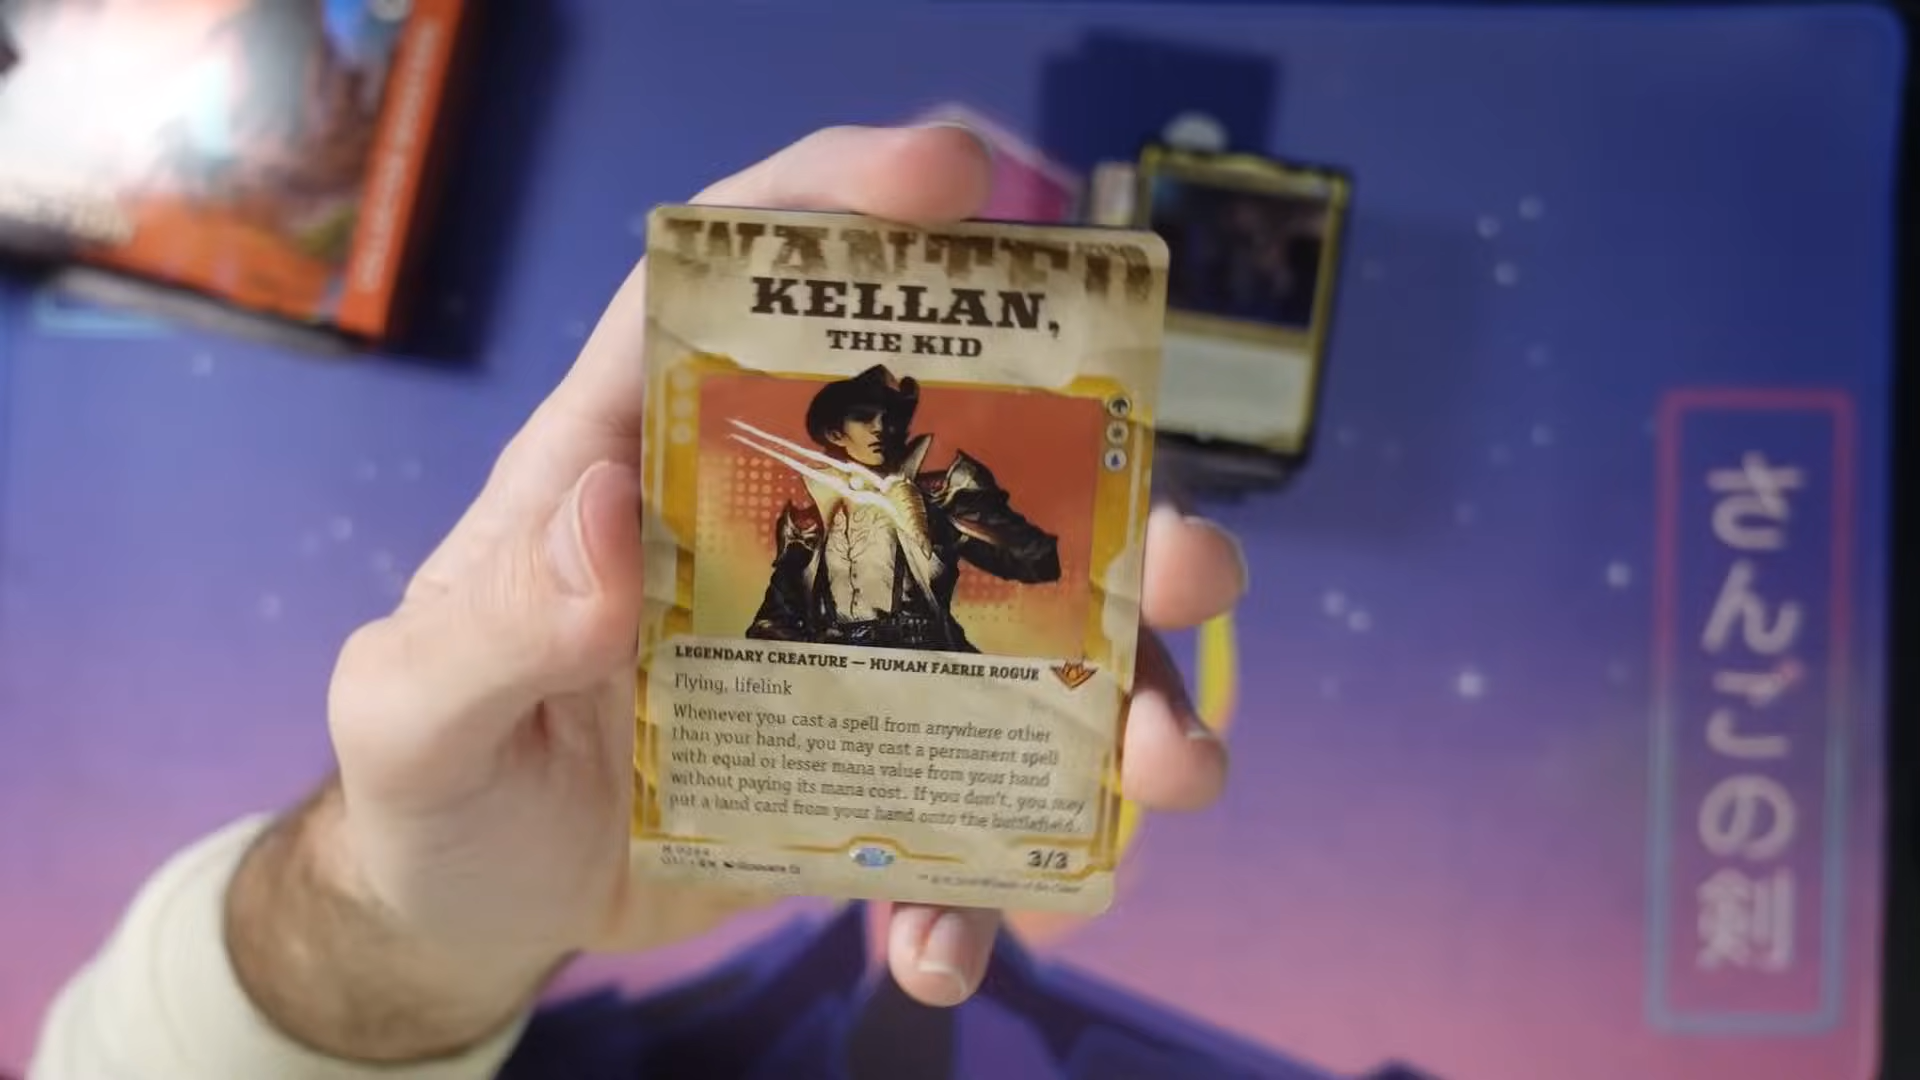 WANTED
KELLAN,
THE KID
LEGENDARY CREATURE — HUMAN FAERIE ROGUE
Flying, lifelink
Whenever you cast a spell from anywhere other
than your hand, you may cast a permanent spell
with equal or lesser mana value from your hand
without paying its mana cost. If you don't, you may
put a land card from your hand onto the battlefield.
3/3
さんごの剣